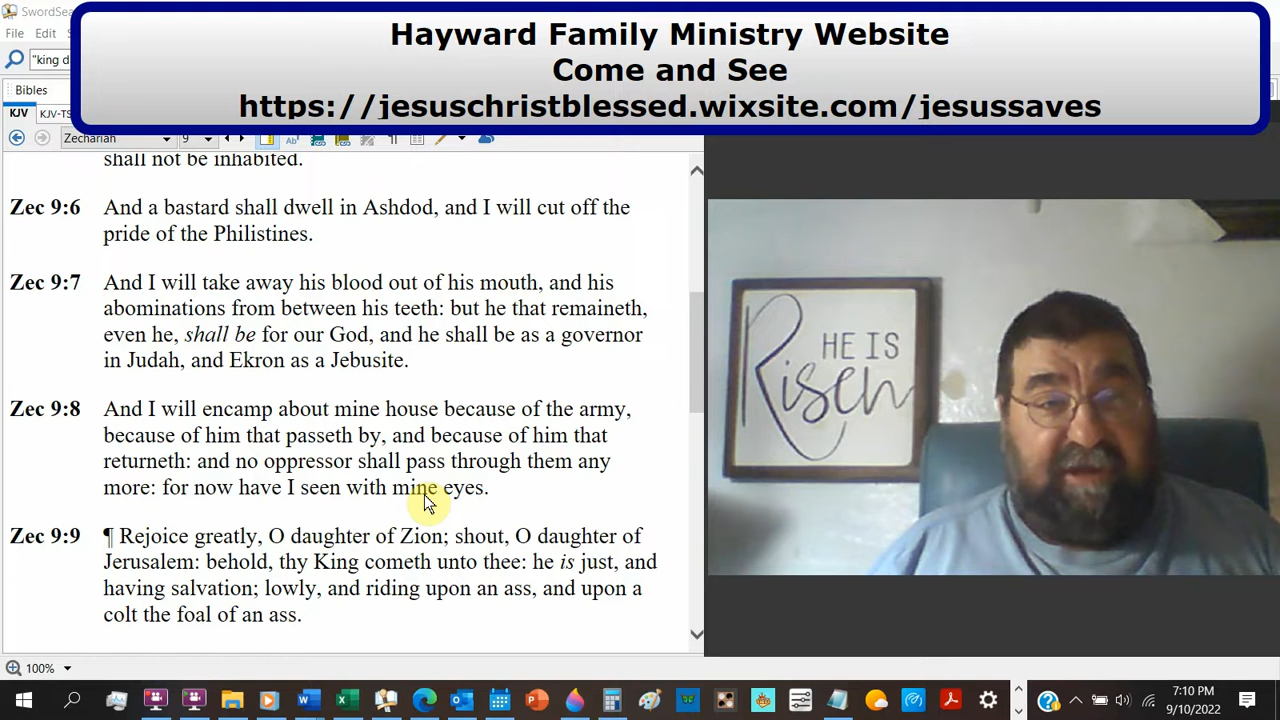 SwordSea
File Edit
Hayward Family Ministry Website
Come and See
https://jesuschristblessed.wixsite.com/jesussaves
"king d
Bibles
KJV KJV-TS
Zechariah 9
shall not be inhabited.
Zec 9:6 And a bastard shall dwell in Ashdod, and I will cut off the
pride of the Philistines.
Zec 9:7 And I will take away his blood out of his mouth, and his
abominations from between his teeth: but he that remaineth,
even he, shall be for our God, and he shall be as a governor
in Judah, and Ekron as a Jebusite.
Zec 9:8 And I will encamp about mine house because of the army,
because of him that passeth by, and because of him that
returneth: and no oppressor shall pass through them any
more: for now have I seen with mine eyes.
Zec 9:9 ¶ Rejoice greatly, O daughter of Zion; shout, O daughter of
Jerusalem: behold, thy King cometh unto thee: he is just, and
having salvation; lowly, and riding upon an ass, and upon a
colt the foal of an ass.
HE IS
Risen
100%
7:10 PM
9/10/2022